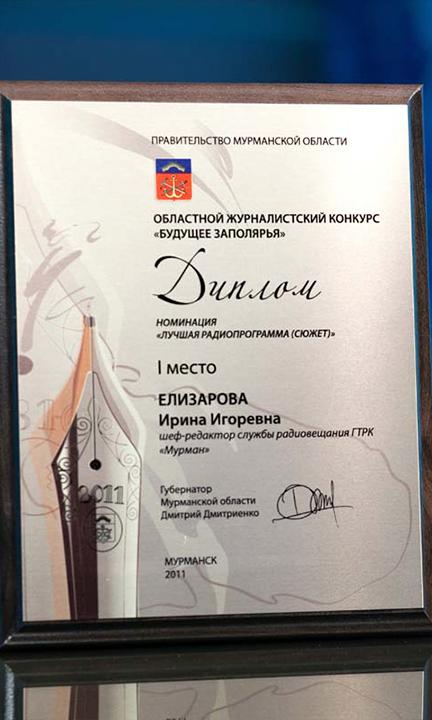 ПРАВИТЕЛЬСТВО МУРМАНСКОЙ ОБЛАСТИ
ОБЛАСТНОЙ ЖУРНАЛИСТСКИЙ КОНКУРС
«БУДУЩЕЕ ЗАПОЛЯРЬЯ»
Диплом
НОМИНАЦИЯ
«ЛУЧШАЯ РАДИОПРОГРАММА (СЮЖЕТ)»
I место
ЕЛИЗАРОВА
Ирина Игоревна
шеф-редактор службы радиовещания ГТРК
«Мурман»
2011
Губернатор
Мурманской области
Дмитрий Дмитриенко
МУРМАНСК
2011